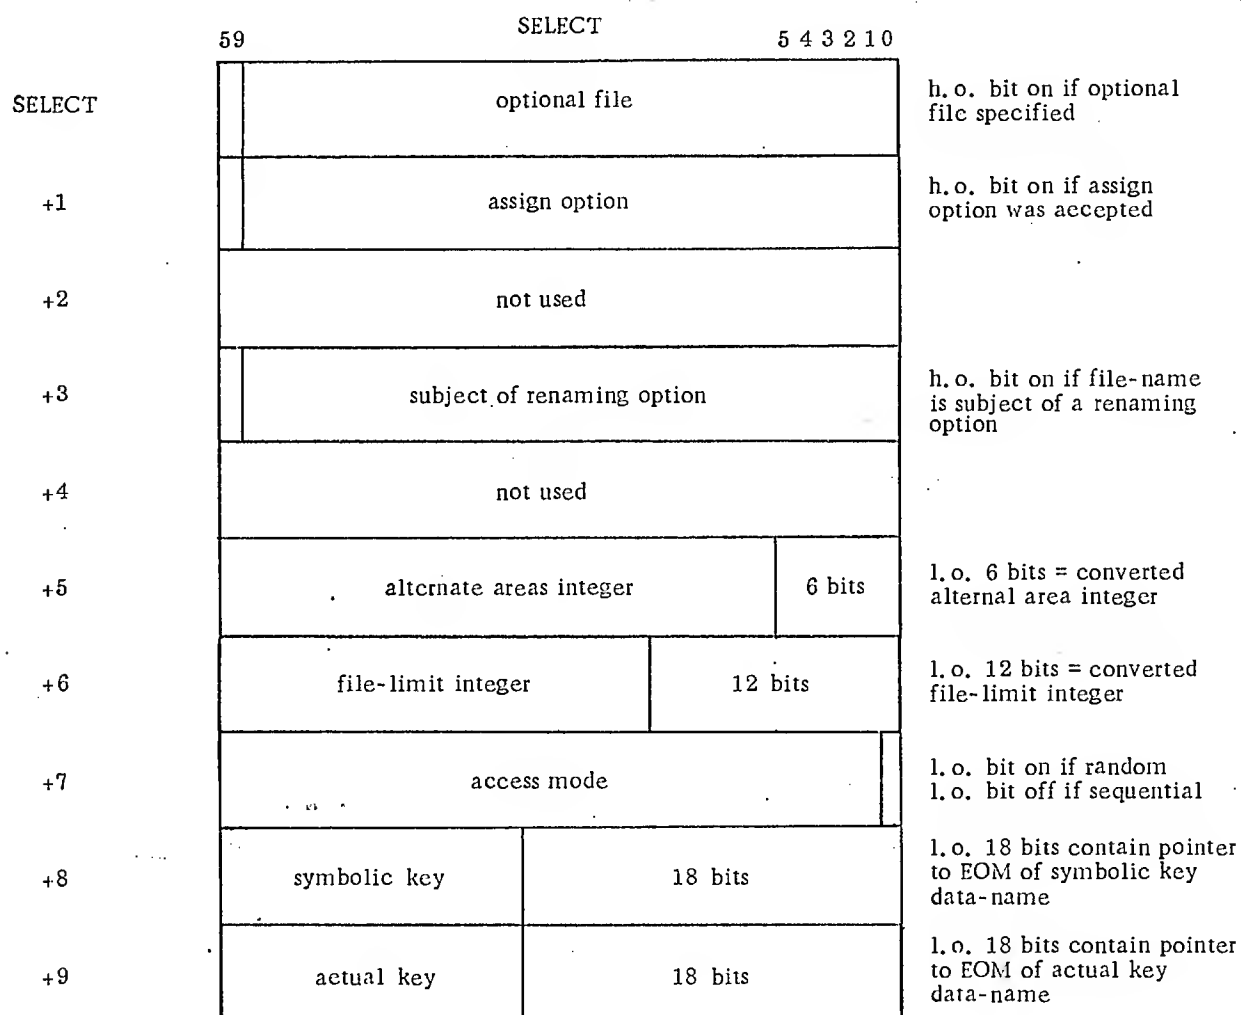 SELECT
59
5 4 3 2 1 0
SELECT
optional file
h.o. bit on if optional
file specified
+1
assign option
h.o. bit on if assign
option was accepted
+2
not used
+3
subject of renaming option
h.o. bit on if file-name
is subject of a renaming
option
+4
not used
+5
alternate areas integer
6 bits
l.o. 6 bits = converted
alternal area integer
+6
file-limit integer
12 bits
l.o. 12 bits = converted
file-limit integer
+7
access mode
l.o. bit on if random
l.o. bit off if sequential
+8
symbolic key
18 bits
l.o. 18 bits contain pointer
to EOM of symbolic key
data-name
+9
actual key
18 bits
l.o. 18 bits contain pointer
to EOM of actual key
data-name